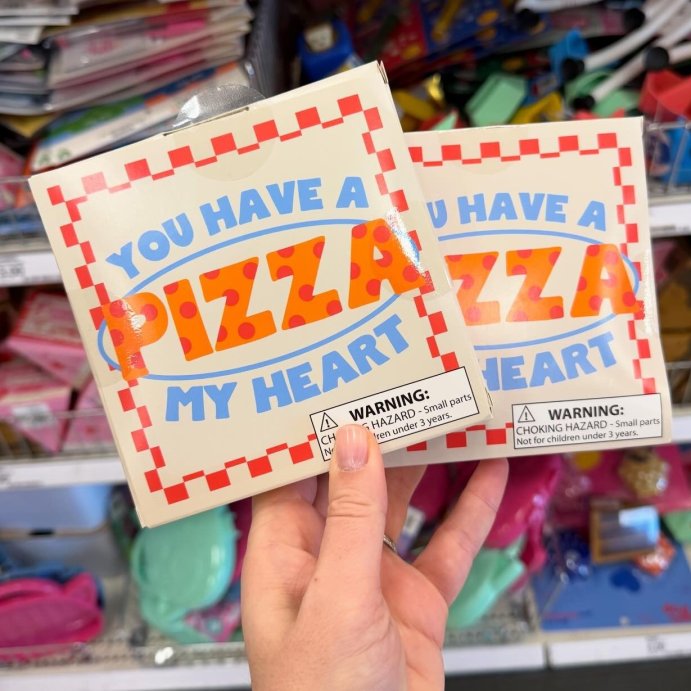 YOU HAVE A
PIZZA
MY HEART
WARNING:
CHOKING HAZARD - Small parts
Not for children under 3 years.
U HAVE A
ZZA
HEART
WARNING:
CHOKING HAZARD - Small parts
Not for children under 3 years.